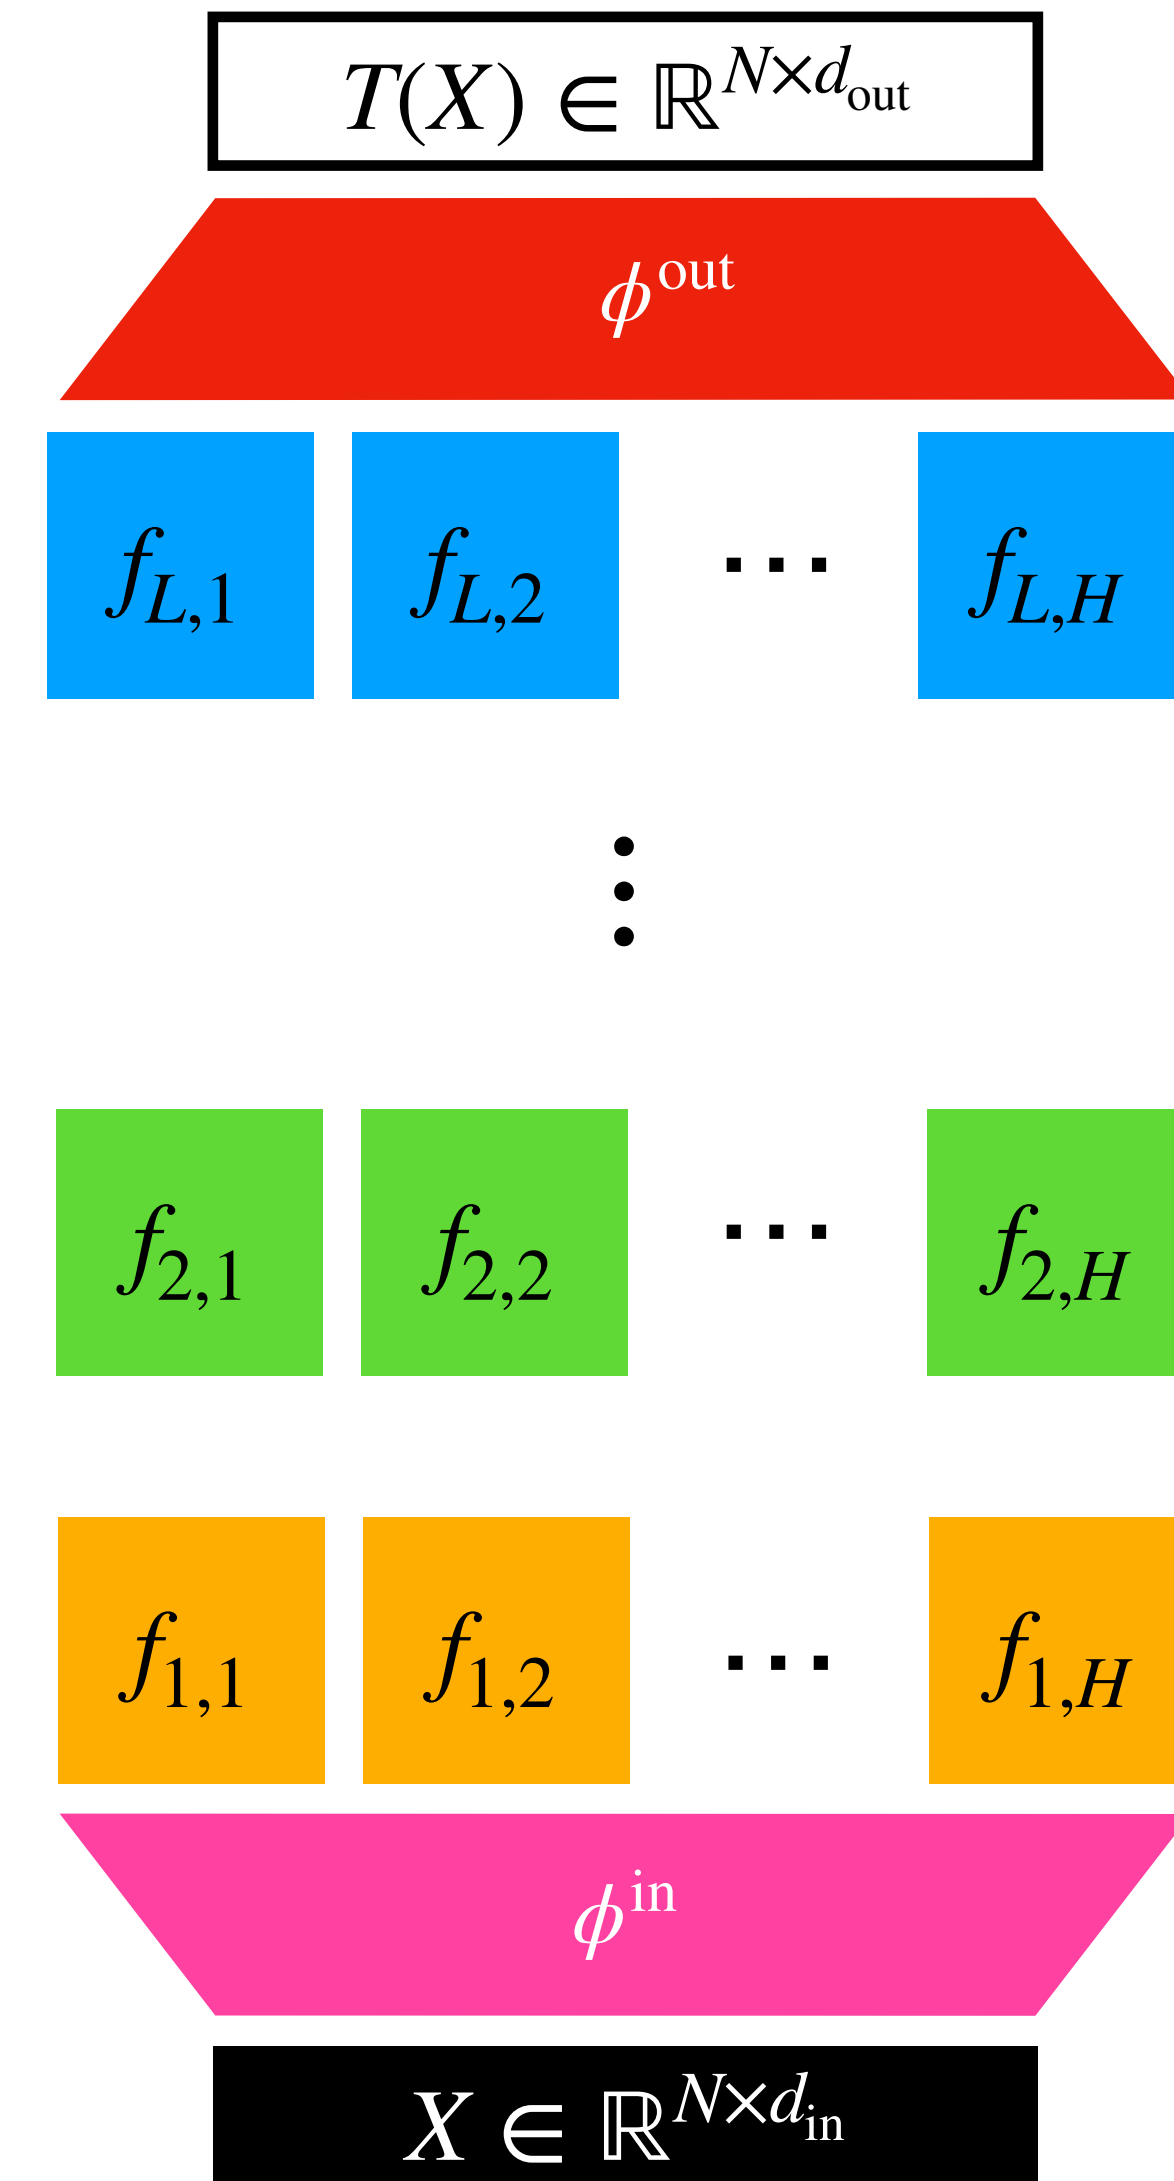 T(X) ∈ ℝ^{N×d_out}
ϕ^out
f_{L,1} f_{L,2} ⋯ f_{L,H}
⋮
f_{2,1} f_{2,2} ⋯ f_{2,H}
f_{1,1} f_{1,2} ⋯ f_{1,H}
ϕ^in
X ∈ ℝ^{N×d_in}